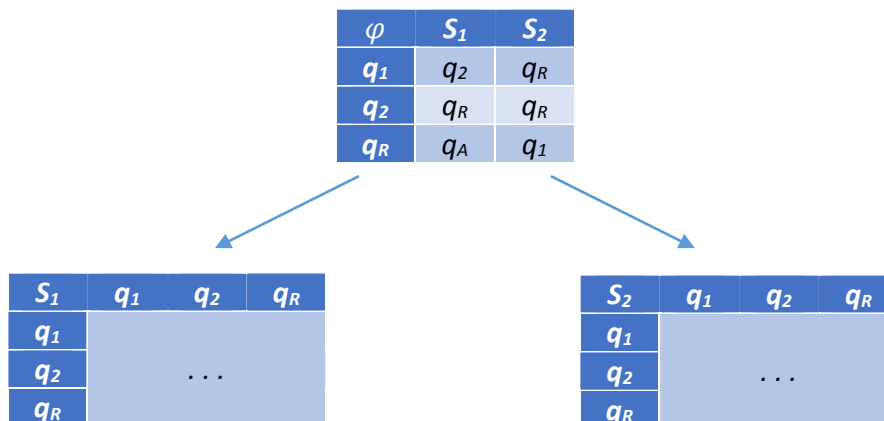 φ S1 S2
q1 q2 qR
q2 qR qR
qR qA q1
S1 q1 q2 qR
q1
q2 . . .
qR
S2 q1 q2 qR
q1
q2 . . .
qR